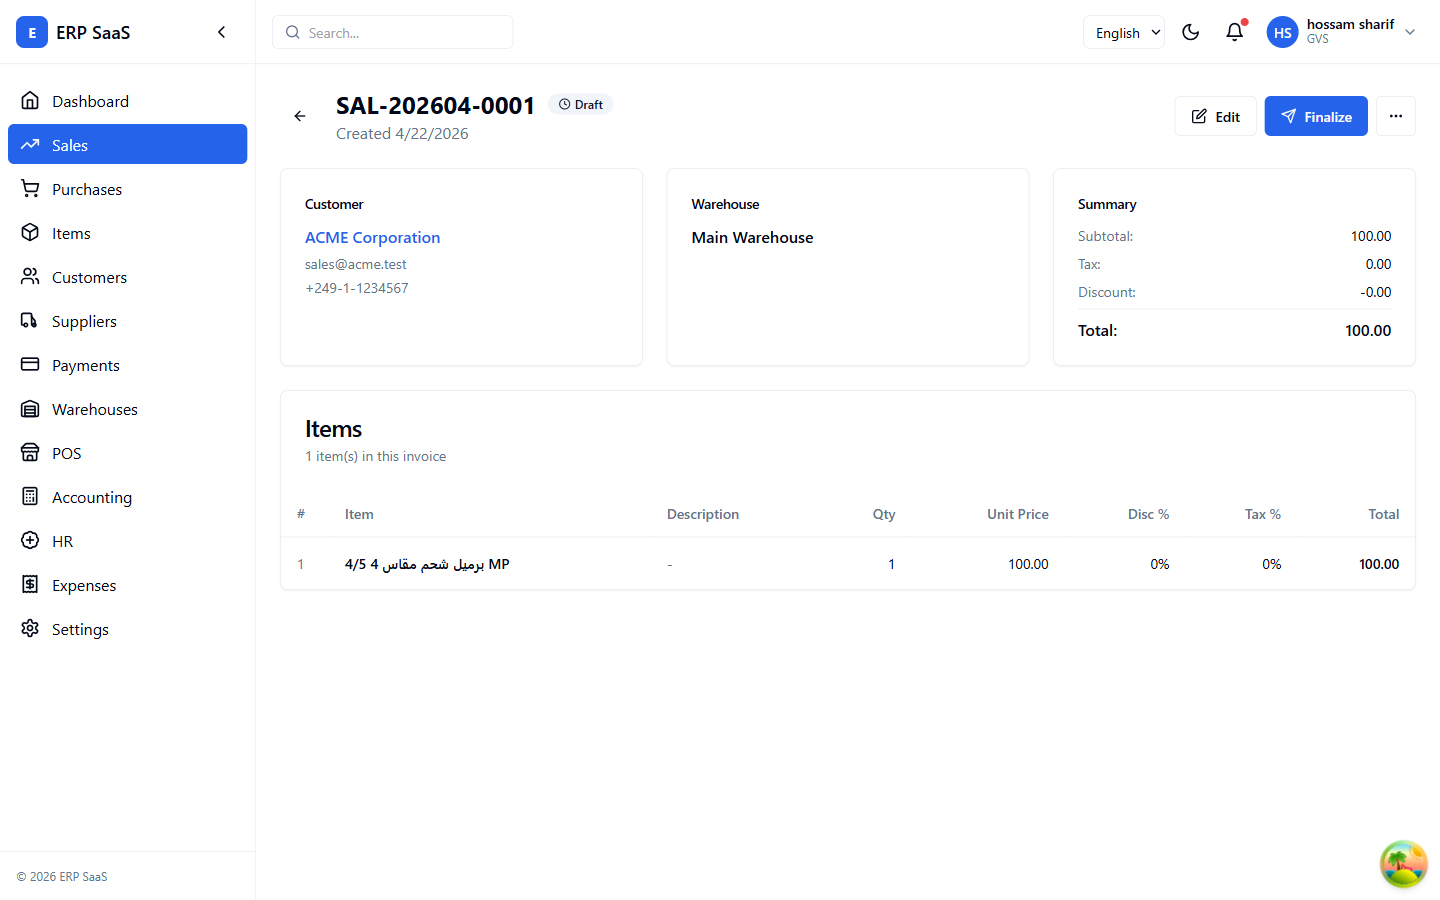 E ERP SaaS
Search...
English
HS
hossam sharif
GVS
Dashboard
Sales
Purchases
Items
Customers
Suppliers
Payments
Warehouses
POS
Accounting
HR
Expenses
Settings
© 2026 ERP SaaS
SAL-202604-0001
Draft
Created 4/22/2026
Edit
Finalize
Customer
ACME Corporation
sales@acme.test
+249-1-1234567
Warehouse
Main Warehouse
Summary
Subtotal: 100.00
Tax: 0.00
Discount: -0.00
Total: 100.00
Items
1 item(s) in this invoice
# Item Description Qty Unit Price Disc % Tax % Total
1 برميل شحم مقاس 4 4/5 MP - 1 100.00 0% 0% 100.00